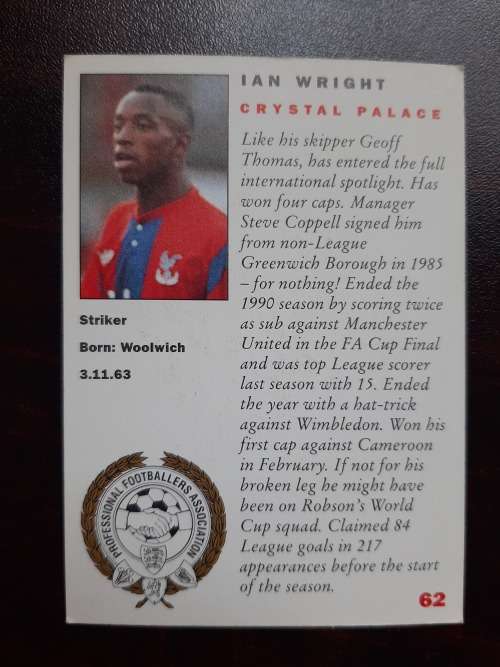 IAN WRIGHT
CRYSTAL PALACE
Like his skipper Geoff
Thomas, has entered the full
international spotlight. Has
won four caps. Manager
Steve Coppell signed him
from non-League
Greenwich Borough in 1985
– for nothing! Ended the
1990 season by scoring twice
as sub against Manchester
United in the FA Cup Final
and was top League scorer
last season with 15. Ended
the year with a hat-trick
against Wimbledon. Won his
first cap against Cameroon
in February. If not for his
broken leg he might have
been on Robson's World
Cup squad. Claimed 84
League goals in 217
appearances before the start
of the season.
Striker
Born: Woolwich
3.11.63
PROFESSIONAL FOOTBALLERS ASSOCIATION
62